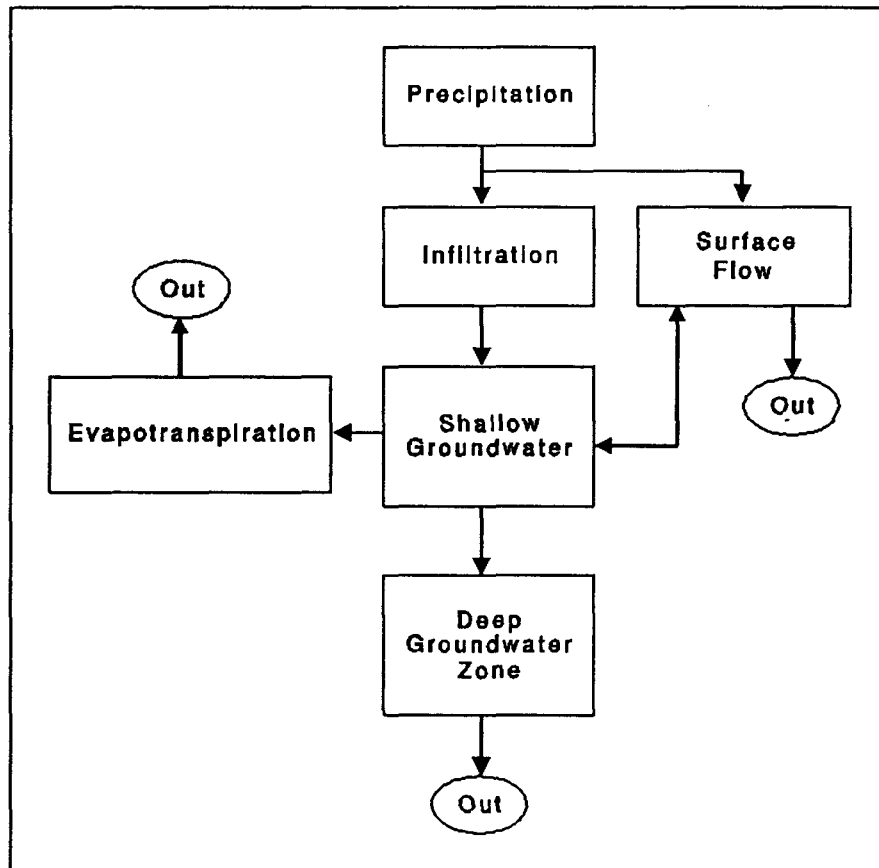 Precipitation
Infiltration
Surface
Flow
Out
Evapotranspiration
Shallow
Groundwater
Out
Deep
Groundwater
Zone
Out